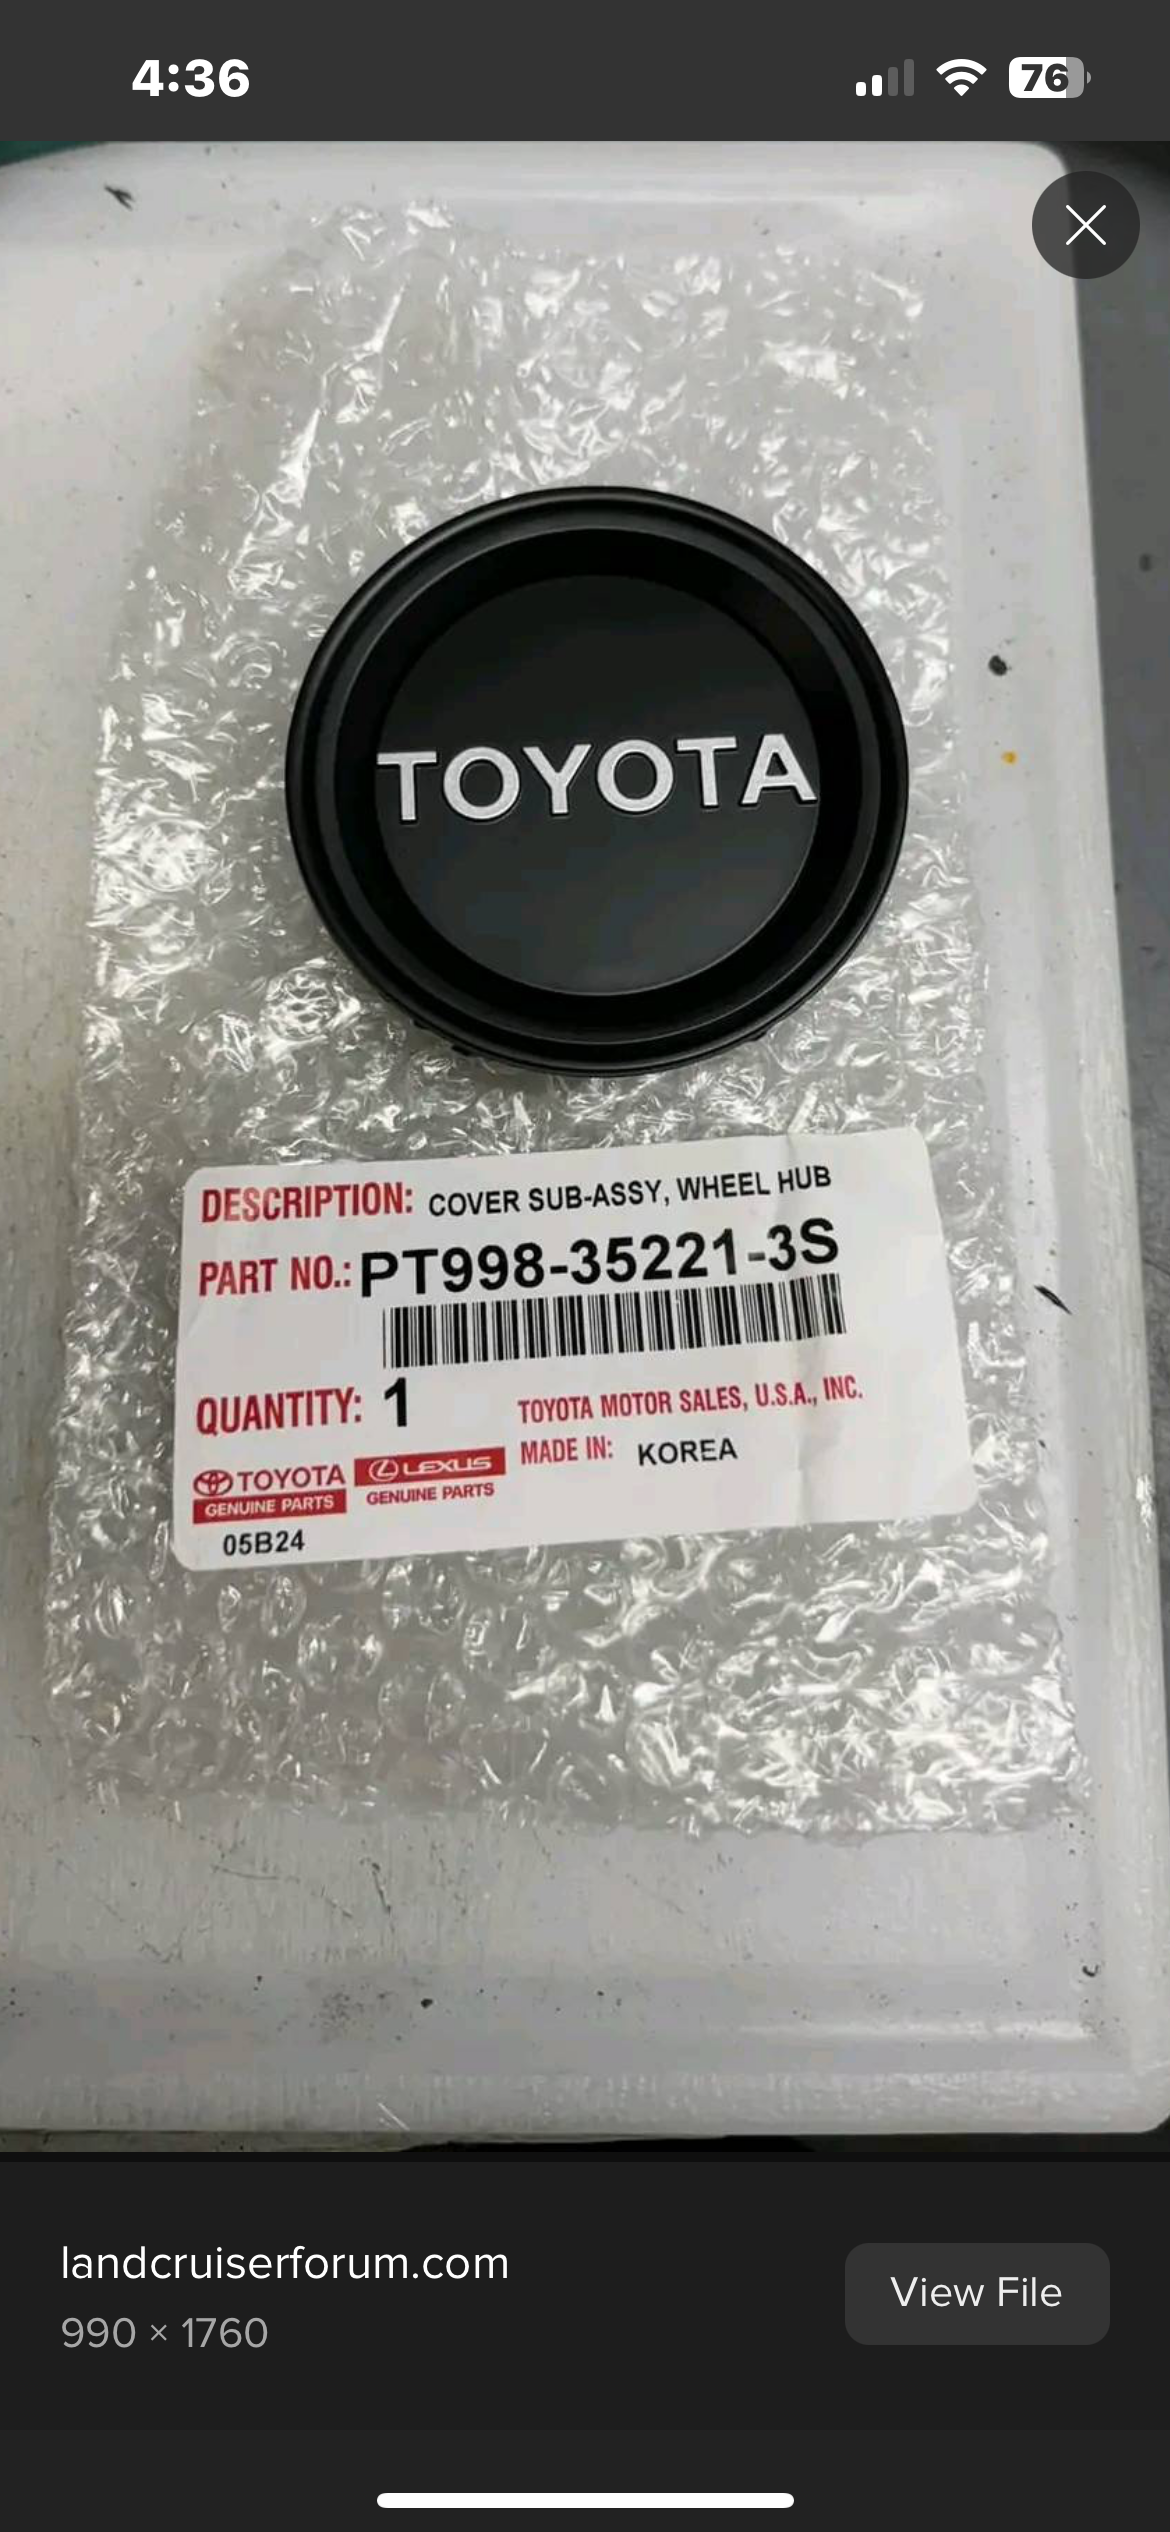 4:36
76
TOYOTA
DESCRIPTION: COVER SUB-ASSY, WHEEL HUB
PART NO.: PT998-35221-3S
QUANTITY: 1
TOYOTA MOTOR SALES, U.S.A., INC.
MADE IN: KOREA
TOYOTA
GENUINE PARTS
LEXUS
GENUINE PARTS
05B24
landcruiserforum.com
990 × 1760
View File